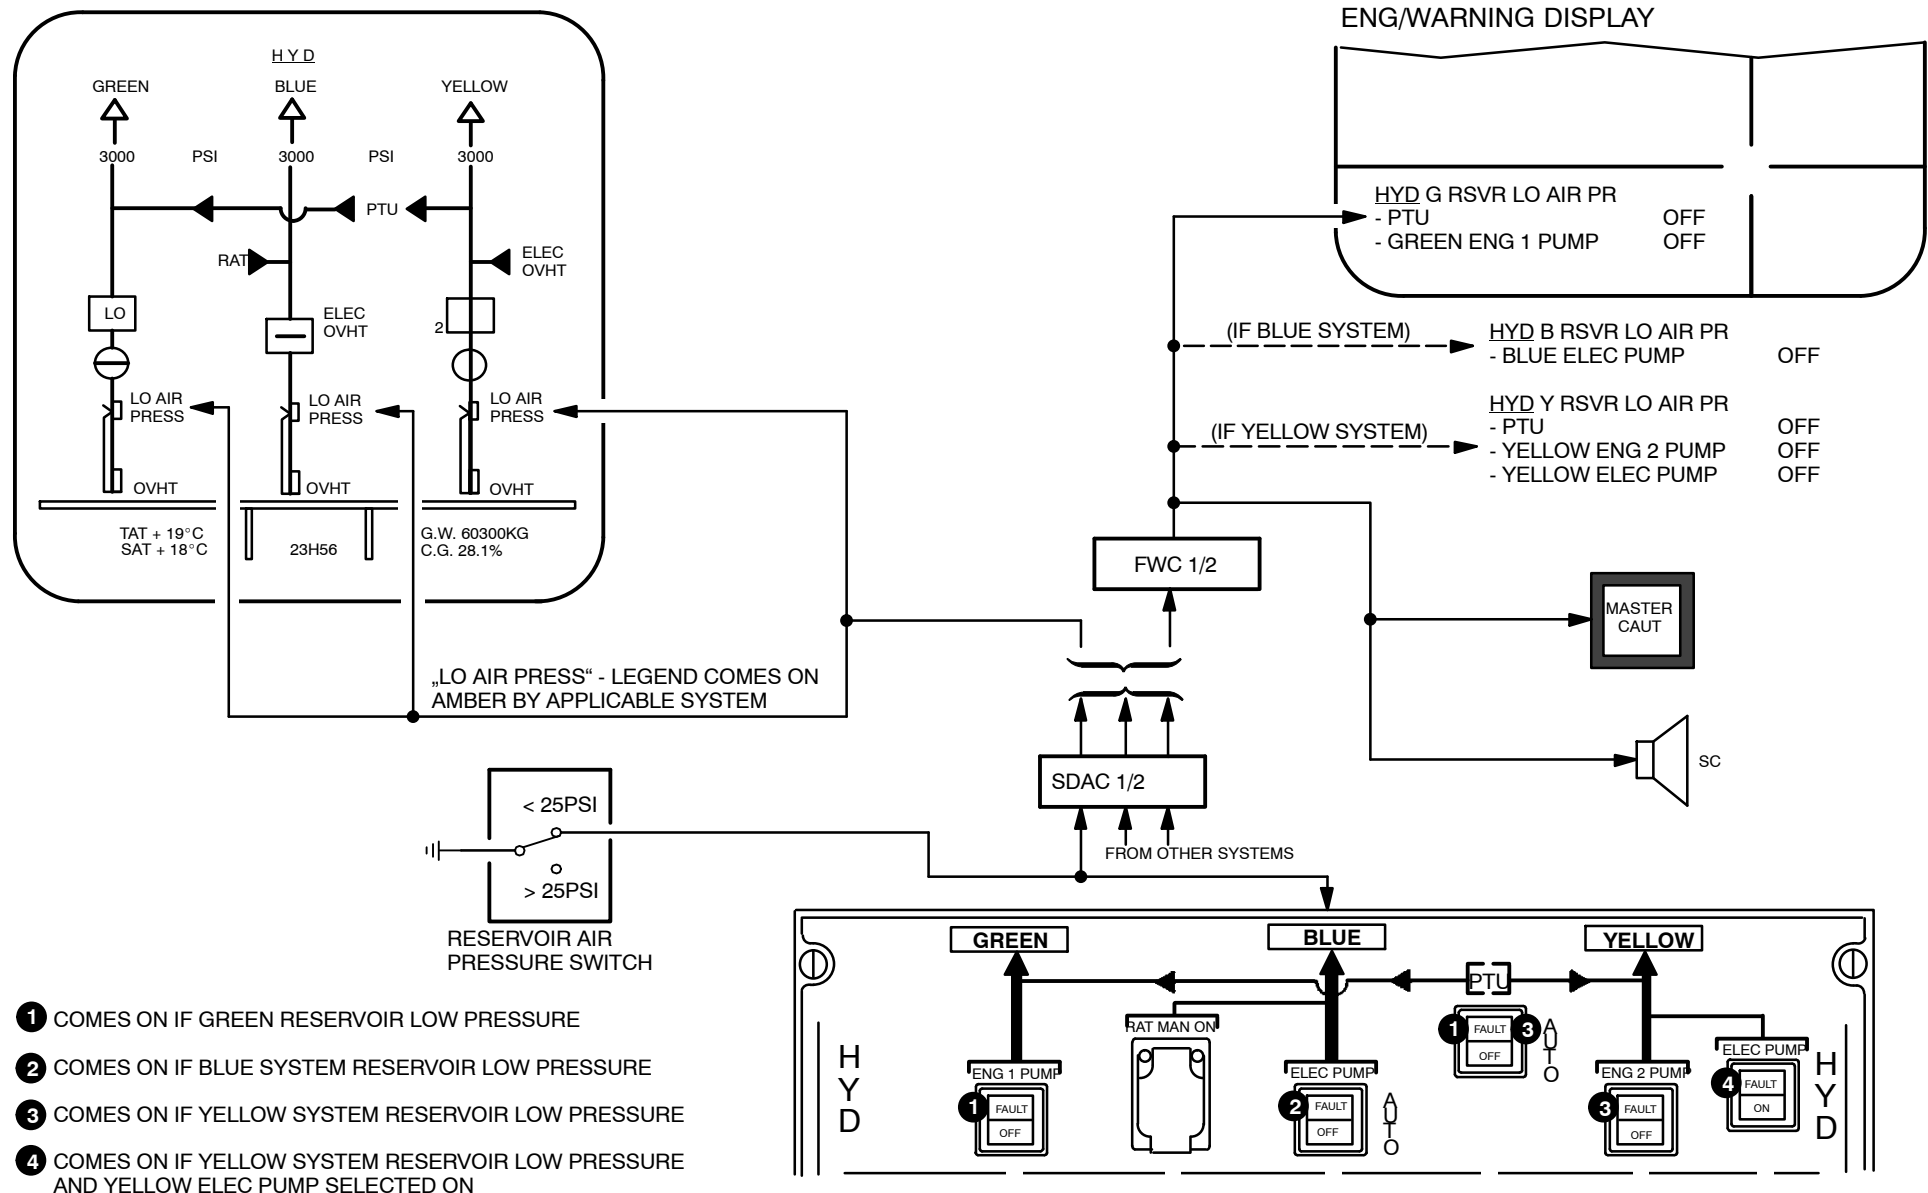 ENG/WARNING DISPLAY
H Y D
GREEN
BLUE
YELLOW
3000 PSI 3000 PSI 3000
PTU
RAT
ELEC
OVHT
LO
ELEC
OVHT
2
LO AIR
PRESS
LO AIR
PRESS
LO AIR
PRESS
OVHT
OVHT
OVHT
TAT + 19°C
SAT + 18°C
23H56
G.W. 60300KG
C.G. 28.1%
HYD G RSVR LO AIR PR
- PTU OFF
- GREEN ENG 1 PUMP OFF
(IF BLUE SYSTEM)
HYD B RSVR LO AIR PR
- BLUE ELEC PUMP OFF
(IF YELLOW SYSTEM)
HYD Y RSVR LO AIR PR
- PTU OFF
- YELLOW ENG 2 PUMP OFF
- YELLOW ELEC PUMP OFF
FWC 1/2
MASTER
CAUT
SC
„LO AIR PRESS“ - LEGEND COMES ON
AMBER BY APPLICABLE SYSTEM
SDAC 1/2
FROM OTHER SYSTEMS
< 25PSI
> 25PSI
RESERVOIR AIR
PRESSURE SWITCH
1 COMES ON IF GREEN RESERVOIR LOW PRESSURE
2 COMES ON IF BLUE SYSTEM RESERVOIR LOW PRESSURE
3 COMES ON IF YELLOW SYSTEM RESERVOIR LOW PRESSURE
4 COMES ON IF YELLOW SYSTEM RESERVOIR LOW PRESSURE
AND YELLOW ELEC PUMP SELECTED ON
GREEN
BLUE
YELLOW
PTU
HYD
ENG 1 PUMP
1 FAULT
OFF
RAT MAN ON
ELEC PUMP
2 FAULT
OFF
AUTO
1 FAULT 3
OFF
AUTO
ENG 2 PUMP
3 FAULT
OFF
ELEC PUMP
4 FAULT
ON
HYD